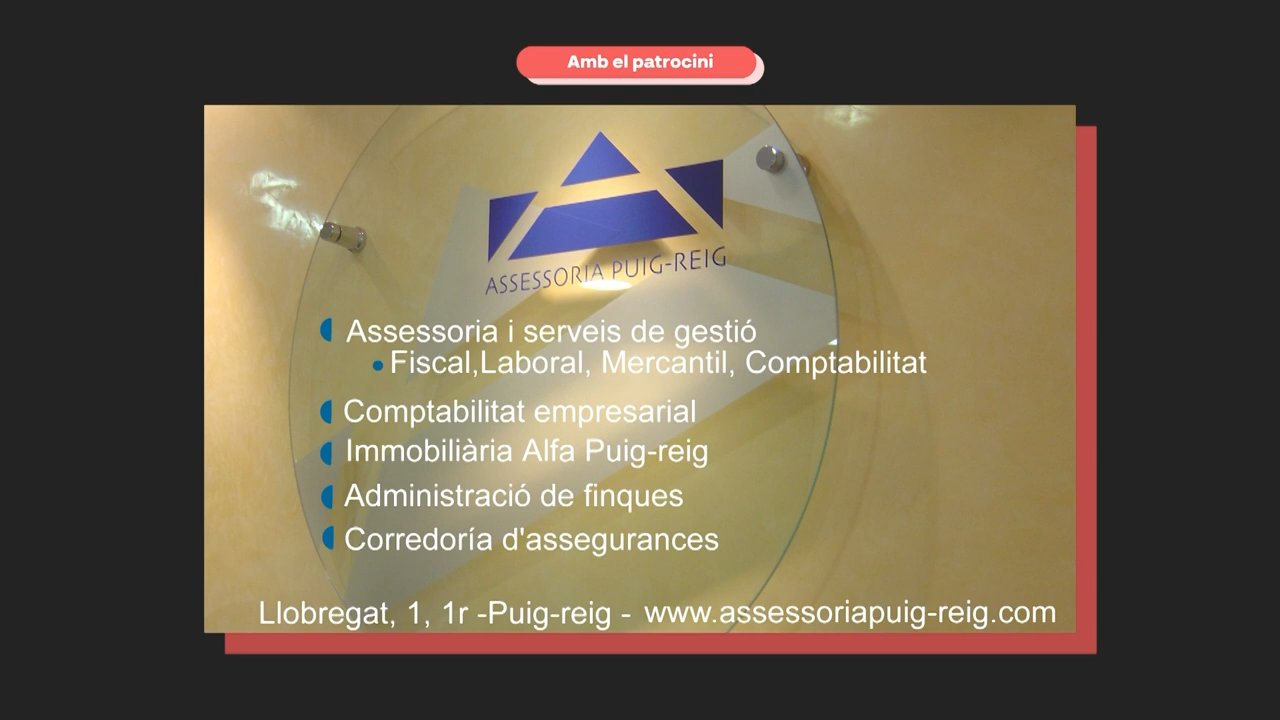 Amb el patrocini
ASSESSORIA PUIG-REIG
Assessoria i serveis de gestió
Fiscal,Laboral, Mercantil, Comptabilitat
Comptabilitat empresarial
Immobiliària Alfa Puig-reig
Administració de finques
Corredoría d'assegurances
Llobregat, 1, 1r -Puig-reig - www.assessoriapuig-reig.com